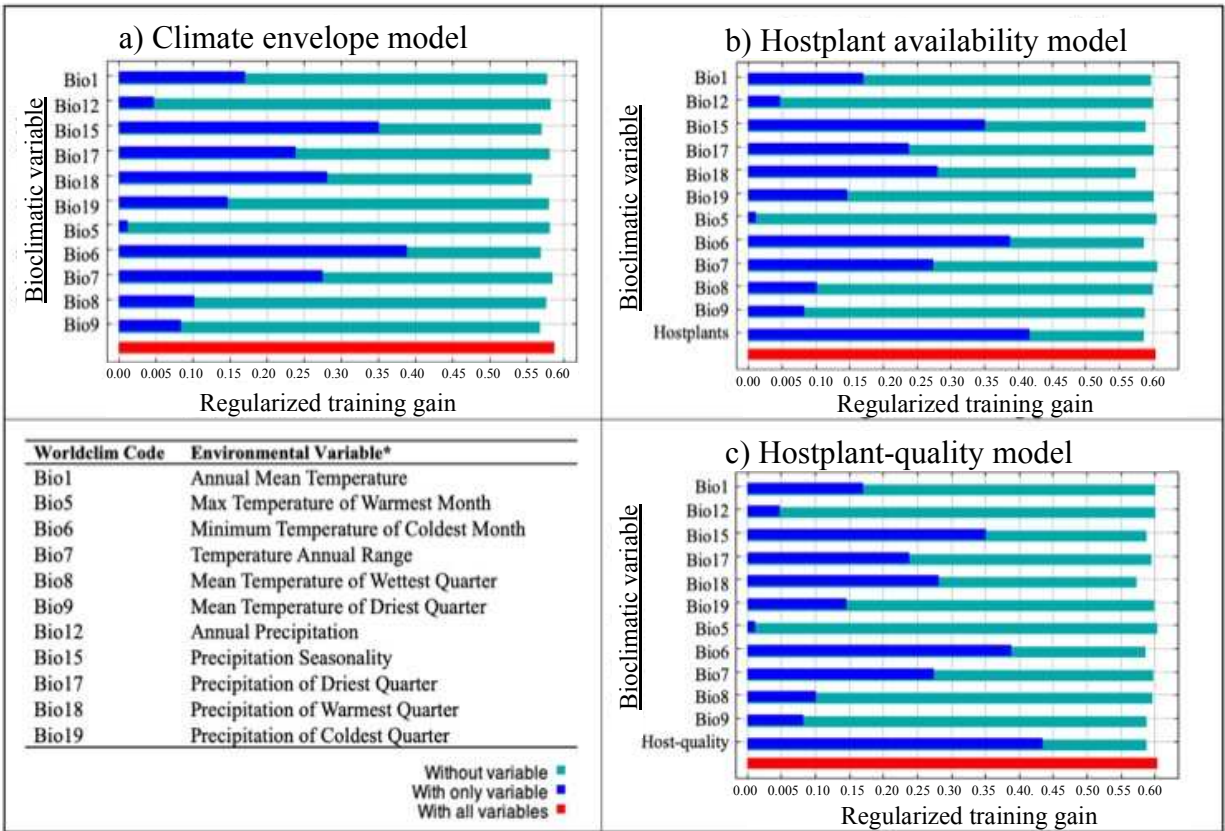 a) Climate envelope model
Bioclimatic variable
Bio1
Bio12
Bio15
Bio17
Bio18
Bio19
Bio5
Bio6
Bio7
Bio8
Bio9
0.00 0.005 0.10 0.15 0.20 0.25 0.30 0.35 0.40 0.45 0.50 0.55 0.60
Regularized training gain
b) Hostplant availability model
Bioclimatic variable
Bio1
Bio12
Bio15
Bio17
Bio18
Bio19
Bio5
Bio6
Bio7
Bio8
Bio9
Hostplants
0.00 0.005 0.10 0.15 0.20 0.25 0.30 0.35 0.40 0.45 0.50 0.55 0.60
Regularized training gain
Worldclim Code Environmental Variable*
Bio1 Annual Mean Temperature
Bio5 Max Temperature of Warmest Month
Bio6 Minimum Temperature of Coldest Month
Bio7 Temperature Annual Range
Bio8 Mean Temperature of Wettest Quarter
Bio9 Mean Temperature of Driest Quarter
Bio12 Annual Precipitation
Bio15 Precipitation Seasonality
Bio17 Precipitation of Driest Quarter
Bio18 Precipitation of Warmest Quarter
Bio19 Precipitation of Coldest Quarter
Without variable
With only variable
With all variables
c) Hostplant-quality model
Bioclimatic variable
Bio1
Bio12
Bio15
Bio17
Bio18
Bio19
Bio5
Bio6
Bio7
Bio8
Bio9
Host-quality
0.00 0.005 0.10 0.15 0.20 0.25 0.30 0.35 0.40 0.45 0.50 0.55 0.60
Regularized training gain